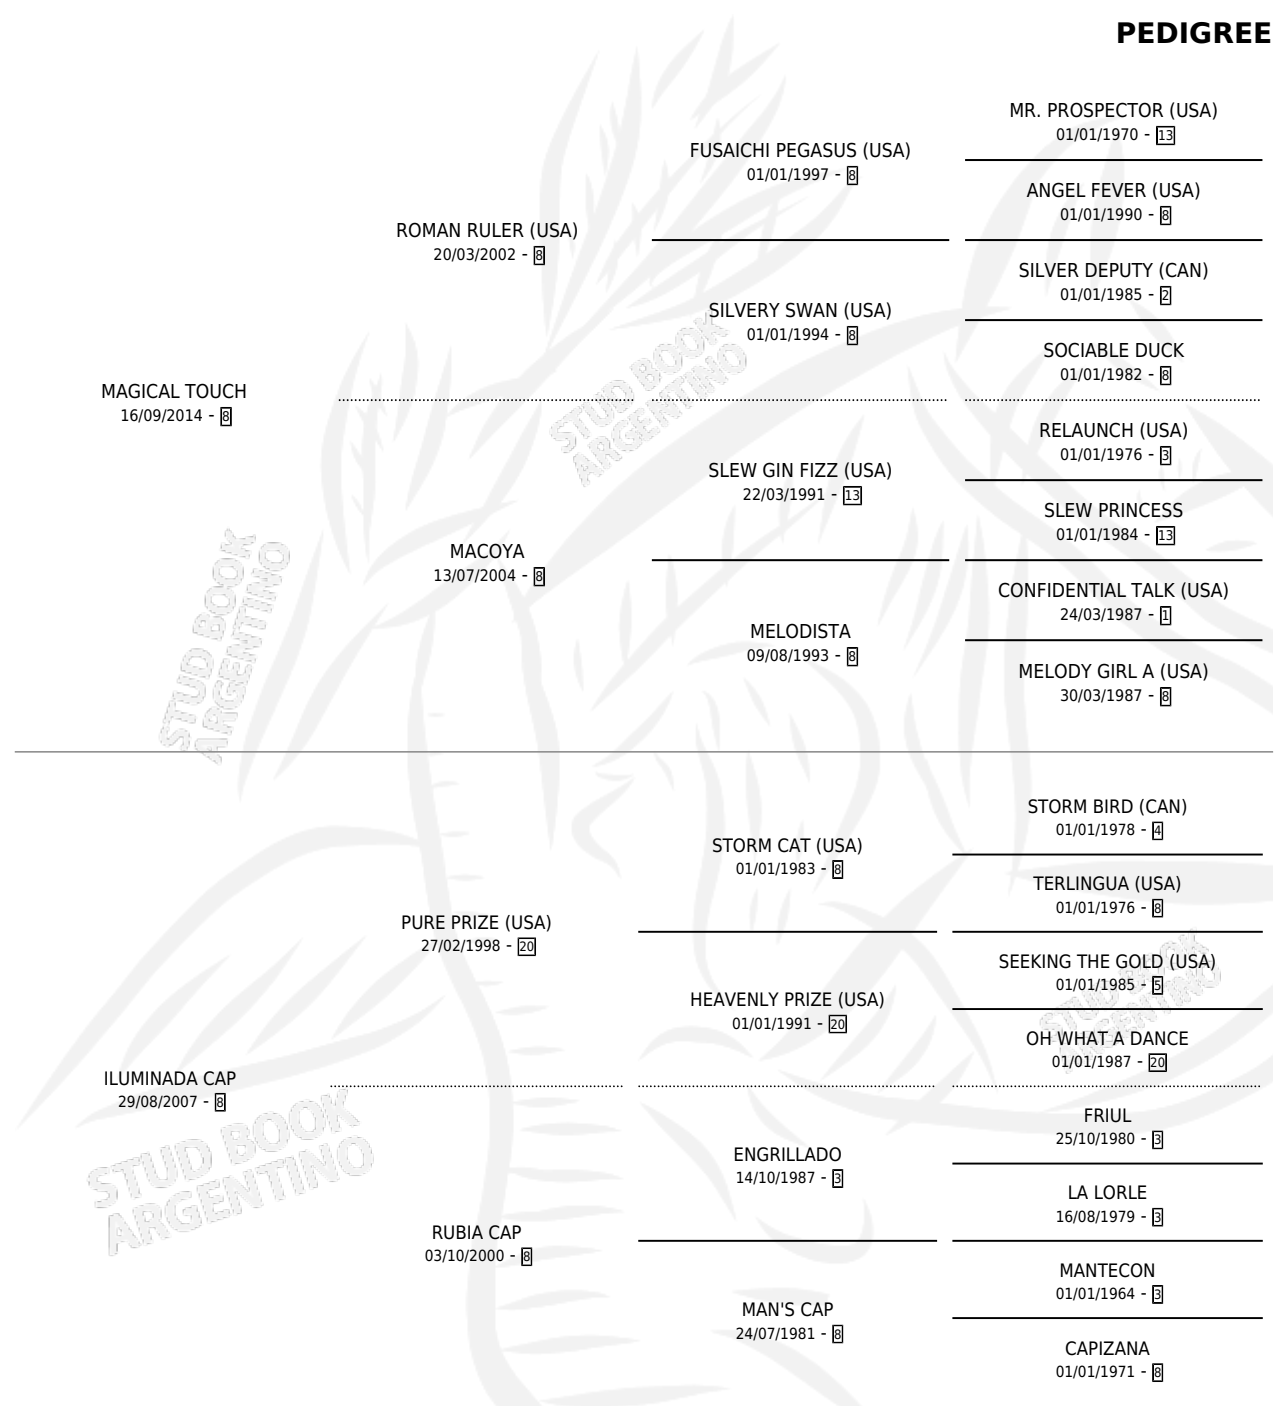 PEDIGREE
MR. PROSPECTOR (USA)
01/01/1970 - 13
FUSAICHI PEGASUS (USA)
01/01/1997 - 8
ANGEL FEVER (USA)
01/01/1990 - 8
ROMAN RULER (USA)
20/03/2002 - 8
SILVER DEPUTY (CAN)
01/01/1985 - 2
SILVERY SWAN (USA)
01/01/1994 - 8
SOCIABLE DUCK
01/01/1982 - 8
MAGICAL TOUCH
16/09/2014 - 8
RELAUNCH (USA)
01/01/1976 - 3
SLEW GIN FIZZ (USA)
22/03/1991 - 13
SLEW PRINCESS
01/01/1984 - 13
MACOYA
13/07/2004 - 8
CONFIDENTIAL TALK (USA)
24/03/1987 - 1
MELODISTA
09/08/1993 - 8
MELODY GIRL A (USA)
30/03/1987 - 8
STORM BIRD (CAN)
01/01/1978 - 4
STORM CAT (USA)
01/01/1983 - 8
TERLINGUA (USA)
01/01/1976 - 8
PURE PRIZE (USA)
27/02/1998 - 20
SEEKING THE GOLD (USA)
01/01/1985 - 5
HEAVENLY PRIZE (USA)
01/01/1991 - 20
OH WHAT A DANCE
01/01/1987 - 20
ILUMINADA CAP
29/08/2007 - 8
FRIUL
25/10/1980 - 3
ENGRILLADO
14/10/1987 - 3
LA LORLE
16/08/1979 - 3
RUBIA CAP
03/10/2000 - 8
MANTECON
01/01/1964 - 3
MAN'S CAP
24/07/1981 - 8
CAPIZANA
01/01/1971 - 8
STUD BOOK
ARGENTINO
STUD BOOK
ARGENTINO
STUD BOOK
ARGENTINO
STUD BOOK
ARGENTINO